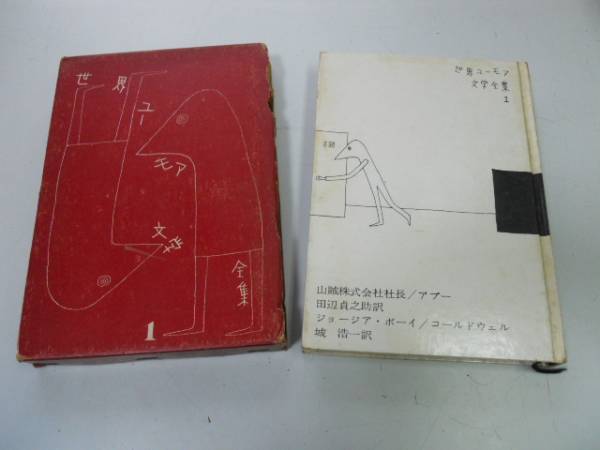 世界
ユー
モア
文学
全集
1
世界ユーモア
文学全集
1
山賊株式会社社長/アブー
田辺貞之助訳
ジョージア・ボーイ/コールドウェル
城 浩一訳